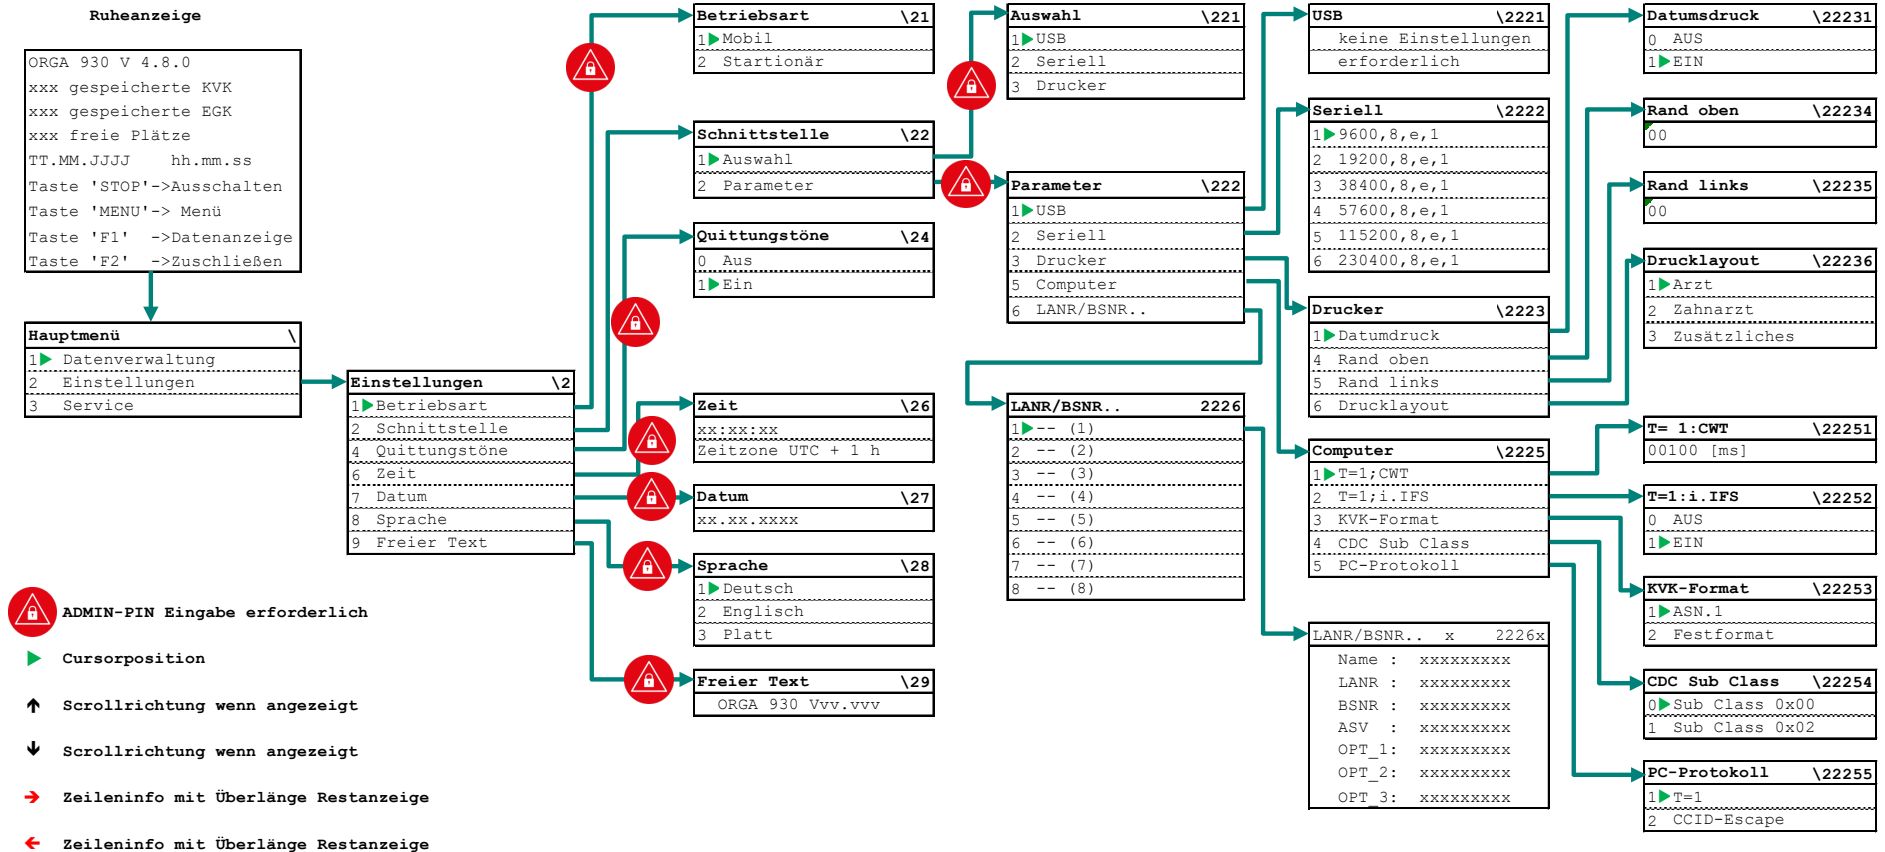 Ruheanzeige
ORGA 930 V 4.8.0
xxx gespeicherte KVK
xxx gespeicherte EGK
xxx freie Plätze
TT.MM.JJJJ hh.mm.ss
Taste 'STOP'->Ausschalten
Taste 'MENU'-> Menü
Taste 'F1' ->Datenanzeige
Taste 'F2' ->Zuschließen
Hauptmenü \
1 Datenverwaltung
2 Einstellungen
3 Service
Einstellungen \2
1 Betriebsart
2 Schnittstelle
4 Quittungstöne
6 Zeit
7 Datum
8 Sprache
9 Freier Text
Betriebsart \21
1 Mobil
2 Startionär
Schnittstelle \22
1 Auswahl
2 Parameter
Quittungstöne \24
0 Aus
1 Ein
Zeit \26
xx:xx:xx
Zeitzone UTC + 1 h
Datum \27
xx.xx.xxxx
Sprache \28
1 Deutsch
2 Englisch
3 Platt
Freier Text \29
ORGA 930 Vvv.vvv
Auswahl \221
1 USB
2 Seriell
3 Drucker
Parameter \222
1 USB
2 Seriell
3 Drucker
5 Computer
6 LANR/BSNR..
LANR/BSNR.. 2226
1 -- (1)
2 -- (2)
3 -- (3)
4 -- (4)
5 -- (5)
6 -- (6)
7 -- (7)
8 -- (8)
USB \2221
keine Einstellungen
erforderlich
Seriell \2222
1 9600,8,e,1
2 19200,8,e,1
3 38400,8,e,1
4 57600,8,e,1
5 115200,8,e,1
6 230400,8,e,1
Drucker \2223
1 Datumdruck
4 Rand oben
5 Rand links
6 Drucklayout
Computer \2225
1 T=1;CWT
2 T=1;i.IFS
3 KVK-Format
4 CDC Sub Class
5 PC-Protokoll
LANR/BSNR.. x 2226x
Name : xxxxxxxxx
LANR : xxxxxxxxx
BSNR : xxxxxxxxx
ASV : xxxxxxxxx
OPT_1: xxxxxxxxx
OPT_2: xxxxxxxxx
OPT_3: xxxxxxxxx
Datumsdruck \22231
0 AUS
1 EIN
Rand oben \22234
00
Rand links \22235
00
Drucklayout \22236
1 Arzt
2 Zahnarzt
3 Zusätzliches
T= 1:CWT \22251
00100 [ms]
T=1:i.IFS \22252
0 AUS
1 EIN
KVK-Format \22253
1 ASN.1
2 Festformat
CDC Sub Class \22254
0 Sub Class 0x00
1 Sub Class 0x02
PC-Protokoll \22255
1 T=1
2 CCID-Escape
ADMIN-PIN Eingabe erforderlich
Cursorposition
Scrollrichtung wenn angezeigt
Scrollrichtung wenn angezeigt
Zeileninfo mit Überlänge Restanzeige
Zeileninfo mit Überlänge Restanzeige